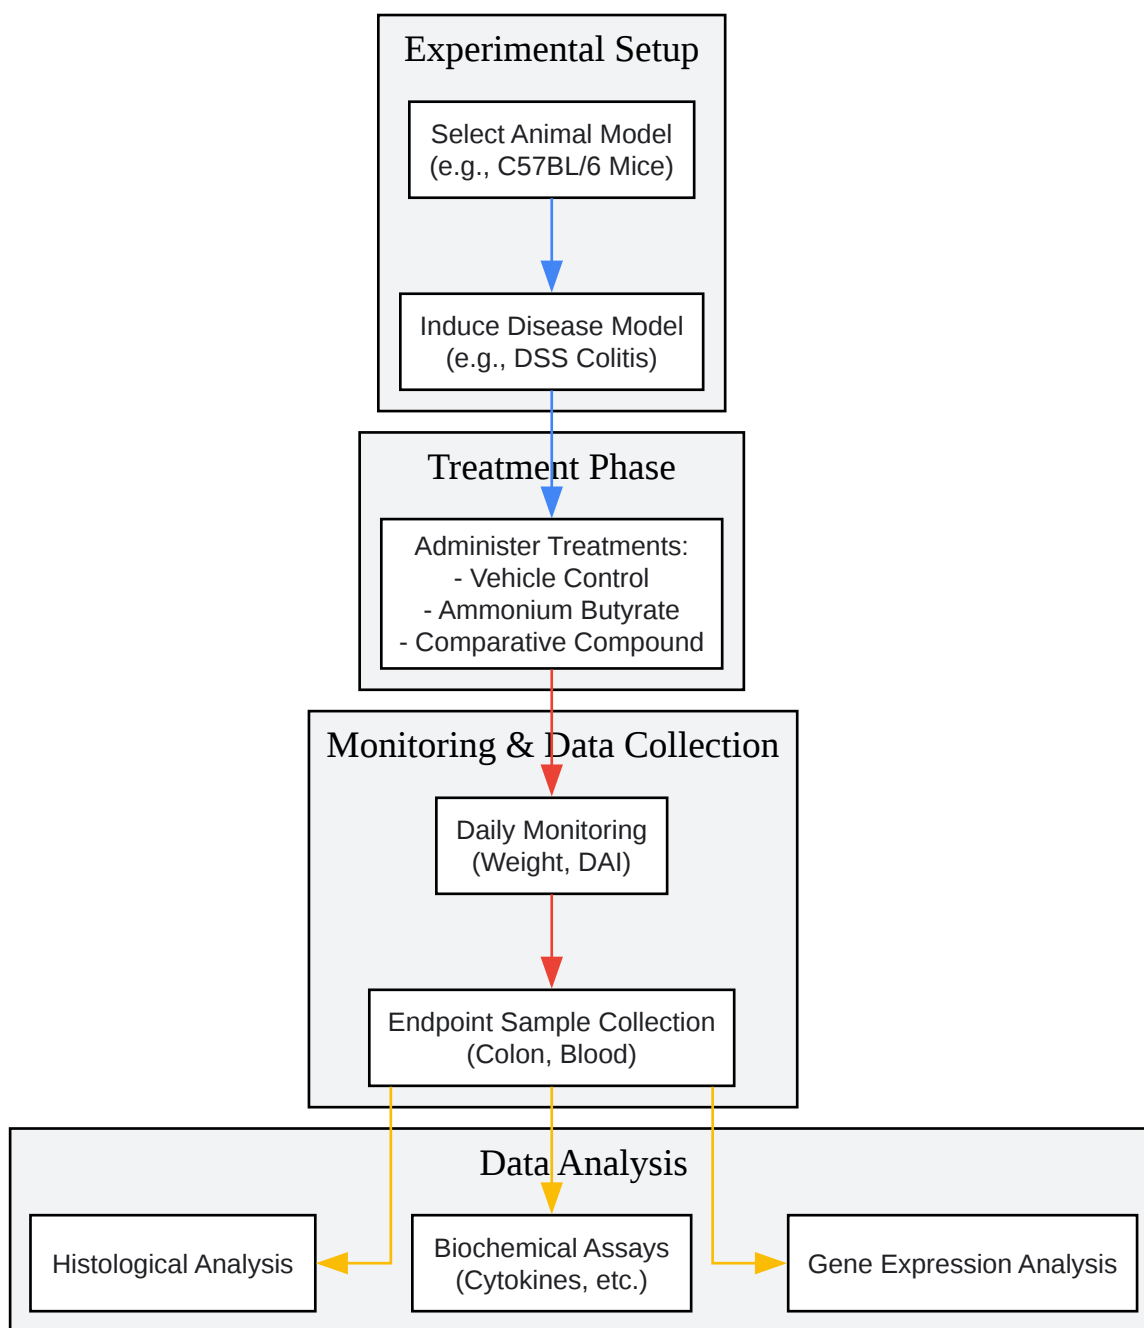 Experimental Setup
Select Animal Model
(e.g., C57BL/6 Mice)
Induce Disease Model
(e.g., DSS Colitis)
Treatment Phase
Administer Treatments:
- Vehicle Control
- Ammonium Butyrate
- Comparative Compound
Monitoring & Data Collection
Daily Monitoring
(Weight, DAI)
Endpoint Sample Collection
(Colon, Blood)
Data Analysis
Histological Analysis
Biochemical Assays
(Cytokines, etc.)
Gene Expression Analysis